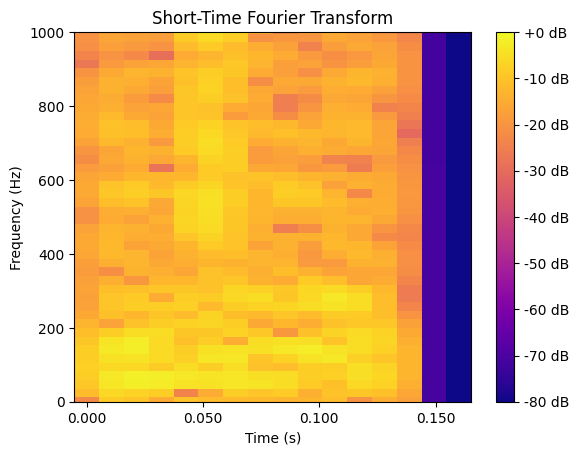 Short-Time Fourier Transform
Frequency (Hz)
1000
800
600
400
200
0
0.000
0.050
0.100
0.150
Time (s)
+0 dB
-10 dB
-20 dB
-30 dB
-40 dB
-50 dB
-60 dB
-70 dB
-80 dB